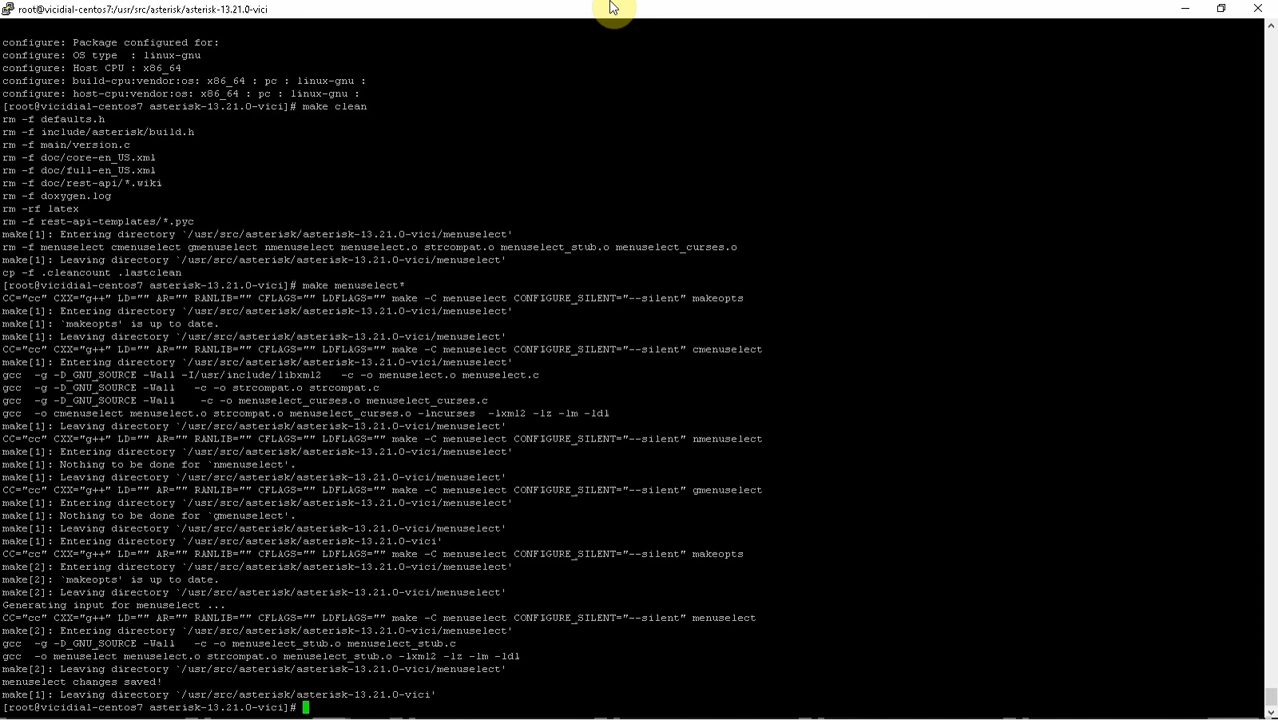 root@vicidial-centos7:/usr/src/asterisk/asterisk-13.21.0-vici
configure: Package configured for:
configure: OS type  : linux-gnu
configure: Host CPU : x86_64
configure: build-cpu:vendor:os: x86_64 : pc : linux-gnu :
configure: host-cpu:vendor:os: x86_64 : pc : linux-gnu :
[root@vicidial-centos7 asterisk-13.21.0-vici]# make clean
rm -f defaults.h
rm -f include/asterisk/build.h
rm -f main/version.c
rm -f doc/core-en_US.xml
rm -f doc/full-en_US.xml
rm -f doc/rest-api/*.wiki
rm -f doxygen.log
rm -rf latex
rm -f rest-api-templates/*.pyc
make[1]: Entering directory `/usr/src/asterisk/asterisk-13.21.0-vici/menuselect'
rm -f menuselect cmenuselect gmenuselect nmenuselect menuselect.o strcompat.o menuselect_stub.o menuselect_curses.o
make[1]: Leaving directory `/usr/src/asterisk/asterisk-13.21.0-vici/menuselect'
cp -f .cleancount .lastclean
[root@vicidial-centos7 asterisk-13.21.0-vici]# make menuselect*
CC="cc" CXX="g++" LD="" AR="" RANLIB="" CFLAGS="" LDFLAGS="" make -C menuselect CONFIGURE_SILENT="--silent" makeopts
make[1]: Entering directory `/usr/src/asterisk/asterisk-13.21.0-vici/menuselect'
make[1]: `makeopts' is up to date.
make[1]: Leaving directory `/usr/src/asterisk/asterisk-13.21.0-vici/menuselect'
CC="cc" CXX="g++" LD="" AR="" RANLIB="" CFLAGS="" LDFLAGS="" make -C menuselect CONFIGURE_SILENT="--silent" cmenuselect
make[1]: Entering directory `/usr/src/asterisk/asterisk-13.21.0-vici/menuselect'
gcc  -g -D_GNU_SOURCE -Wall -I/usr/include/libxml2   -c -o menuselect.o menuselect.c
gcc  -g -D_GNU_SOURCE -Wall   -c -o strcompat.o strcompat.c
gcc  -g -D_GNU_SOURCE -Wall   -c -o menuselect_curses.o menuselect_curses.c
gcc  -o cmenuselect menuselect.o strcompat.o menuselect_curses.o -lncurses  -lxml2 -lz -lm -ldl
make[1]: Leaving directory `/usr/src/asterisk/asterisk-13.21.0-vici/menuselect'
CC="cc" CXX="g++" LD="" AR="" RANLIB="" CFLAGS="" LDFLAGS="" make -C menuselect CONFIGURE_SILENT="--silent" nmenuselect
make[1]: Entering directory `/usr/src/asterisk/asterisk-13.21.0-vici/menuselect'
make[1]: Nothing to be done for `nmenuselect'.
make[1]: Leaving directory `/usr/src/asterisk/asterisk-13.21.0-vici/menuselect'
CC="cc" CXX="g++" LD="" AR="" RANLIB="" CFLAGS="" LDFLAGS="" make -C menuselect CONFIGURE_SILENT="--silent" gmenuselect
make[1]: Entering directory `/usr/src/asterisk/asterisk-13.21.0-vici/menuselect'
make[1]: Nothing to be done for `gmenuselect'.
make[1]: Leaving directory `/usr/src/asterisk/asterisk-13.21.0-vici/menuselect'
make[1]: Entering directory `/usr/src/asterisk/asterisk-13.21.0-vici'
CC="cc" CXX="g++" LD="" AR="" RANLIB="" CFLAGS="" LDFLAGS="" make -C menuselect CONFIGURE_SILENT="--silent" makeopts
make[2]: Entering directory `/usr/src/asterisk/asterisk-13.21.0-vici/menuselect'
make[2]: `makeopts' is up to date.
make[2]: Leaving directory `/usr/src/asterisk/asterisk-13.21.0-vici/menuselect'
Generating input for menuselect ...
CC="cc" CXX="g++" LD="" AR="" RANLIB="" CFLAGS="" LDFLAGS="" make -C menuselect CONFIGURE_SILENT="--silent" menuselect
make[2]: Entering directory `/usr/src/asterisk/asterisk-13.21.0-vici/menuselect'
gcc  -g -D_GNU_SOURCE -Wall   -c -o menuselect_stub.o menuselect_stub.c
gcc  -o menuselect menuselect.o strcompat.o menuselect_stub.o -lxml2 -lz -lm -ldl
make[2]: Leaving directory `/usr/src/asterisk/asterisk-13.21.0-vici/menuselect'
menuselect changes saved!
make[1]: Leaving directory `/usr/src/asterisk/asterisk-13.21.0-vici'
[root@vicidial-centos7 asterisk-13.21.0-vici]#